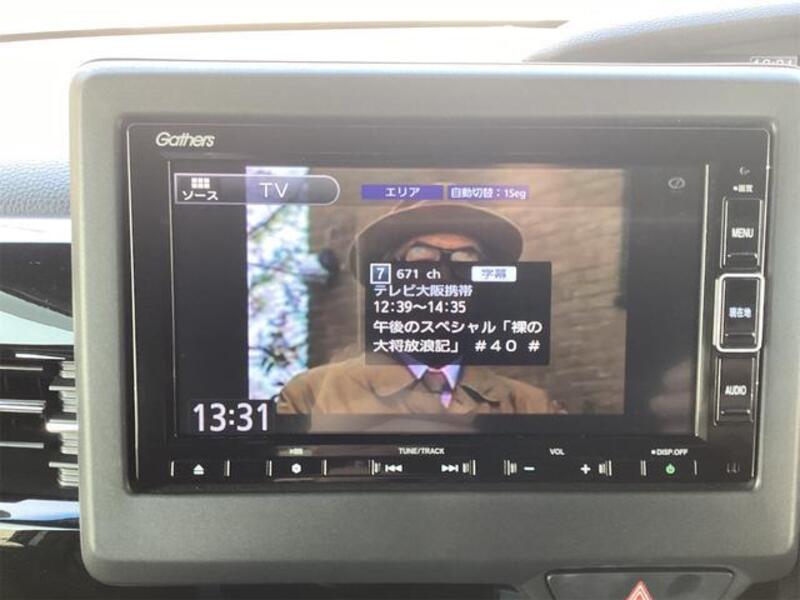 Gathers
ソース
TV
エリア
自動切替：1Seg
7 671 ch 字幕
テレビ大阪携帯
12:39〜14:35
午後のスペシャル「裸の
大将放浪記」 #４０ #
13:31
MENU
現在地
AUDIO
TUNE/TRACK
VOL
DISP.OFF